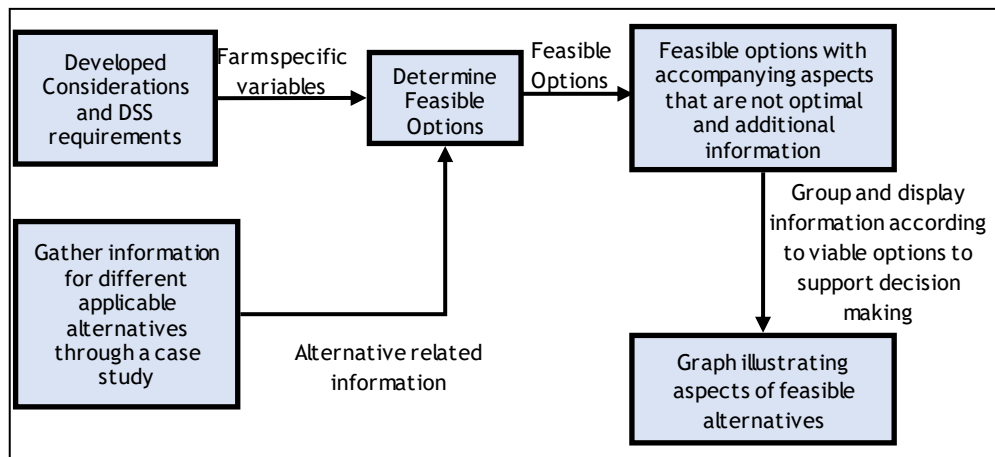 Developed
Considerations
and DSS
requirements
Farmspecific
variables
Determine
Feasible
Options
Feasible
Options
Feasible options with
accompanying aspects
that are not optimal
and additional
information
Gather information
for different
applicable
alternatives
through a case
study
Alternative related
information
Group and display
information according
to viable options to
support decision
making
Graph illustrating
aspects of feasible
alternatives